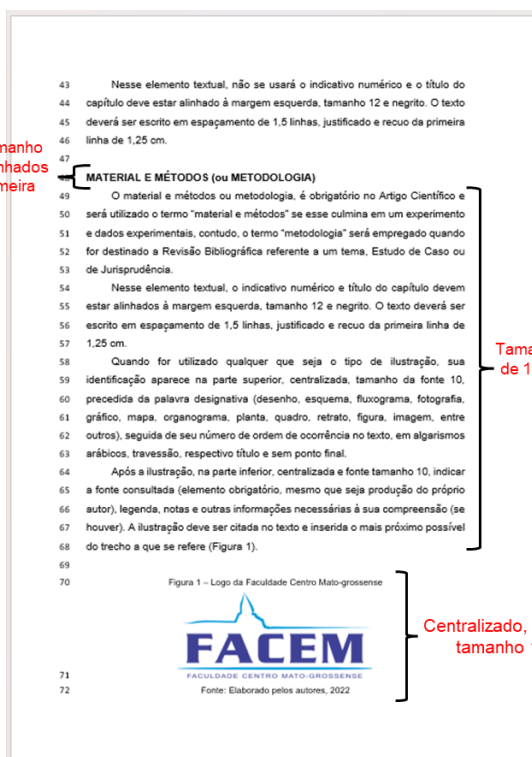 43 Nesse elemento textual, não se usará o indicativo numérico e o título do
44 capítulo deve estar alinhado à margem esquerda, tamanho 12 e negrito. O texto
45 deverá ser escrito em espaçamento de 1,5 linhas, justificado e recuo da primeira
46 linha de 1,25 cm.
47
48 MATERIAL E MÉTODOS (ou METODOLOGIA)
49 O material e métodos ou metodologia, é obrigatório no Artigo Científico e
50 será utilizado o termo "material e métodos" se esse culmina em um experimento
51 e dados experimentais, contudo, o termo "metodologia" será empregado quando
52 for destinado a Revisão Bibliográfica referente a um tema, Estudo de Caso ou
53 de Jurisprudência.
54 Nesse elemento textual, o indicativo numérico e título do capítulo devem
55 estar alinhados à margem esquerda, tamanho 12 e negrito. O texto deverá ser
56 escrito em espaçamento de 1,5 linhas, justificado e recuo da primeira linha de
57 1,25 cm.
58 Quando for utilizado qualquer que seja o tipo de ilustração, sua
59 identificação aparece na parte superior, centralizada, tamanho da fonte 10,
60 precedida da palavra designativa (desenho, esquema, fluxograma, fotografia,
61 gráfico, mapa, organograma, planta, quadro, retrato, figura, imagem, entre
62 outros), seguida de seu número de ordem de ocorrência no texto, em algarismos
63 arábicos, travessão, respectivo título e sem ponto final.
64 Após a ilustração, na parte inferior, centralizada e fonte tamanho 10, indicar
65 a fonte consultada (elemento obrigatório, mesmo que seja produção do próprio
66 autor), legenda, notas e outras informações necessárias à sua compreensão (se
67 houver). A ilustração deve ser citada no texto e inserida o mais próximo possível
68 do trecho a que se refere (Figura 1).
69
70 Figura 1 – Logo da Faculdade Centro Mato-grossense
FACEM
71 FACULDADE CENTRO MATO-GROSSENSE
72 Fonte: Elaborado pelos autores, 2022
manho
nhados
meira
Tama
de 1
Centralizado,
tamanho